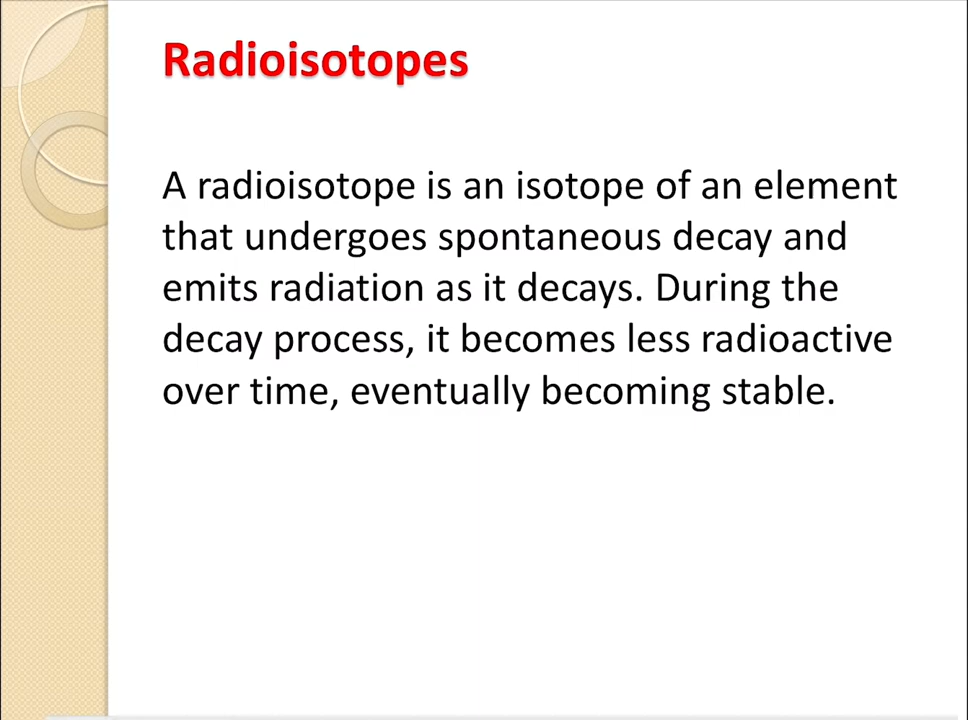 Radioisotopes
A radioisotope is an isotope of an element
that undergoes spontaneous decay and
emits radiation as it decays. During the
decay process, it becomes less radioactive
over time, eventually becoming stable.